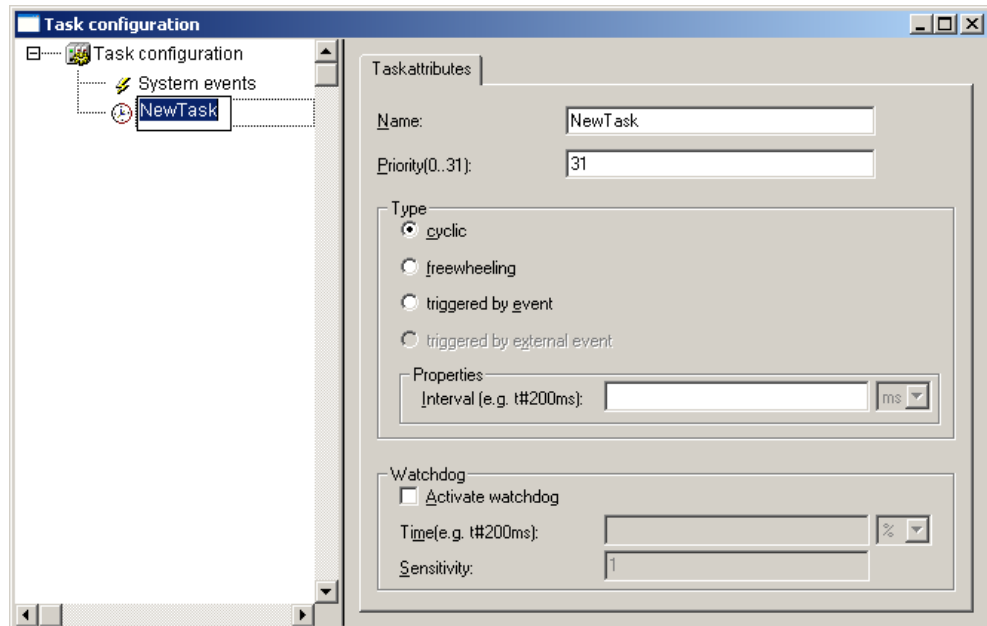 Task configuration
Task configuration
System events
NewTask
Taskattributes
Name: NewTask
Priority(0..31): 31
Type
cyclic
freewheeling
triggered by event
triggered by external event
Properties
Interval (e.g. t#200ms): ms
Watchdog
Activate watchdog
Time(e.g. t#200ms): %
Sensitivity: 1